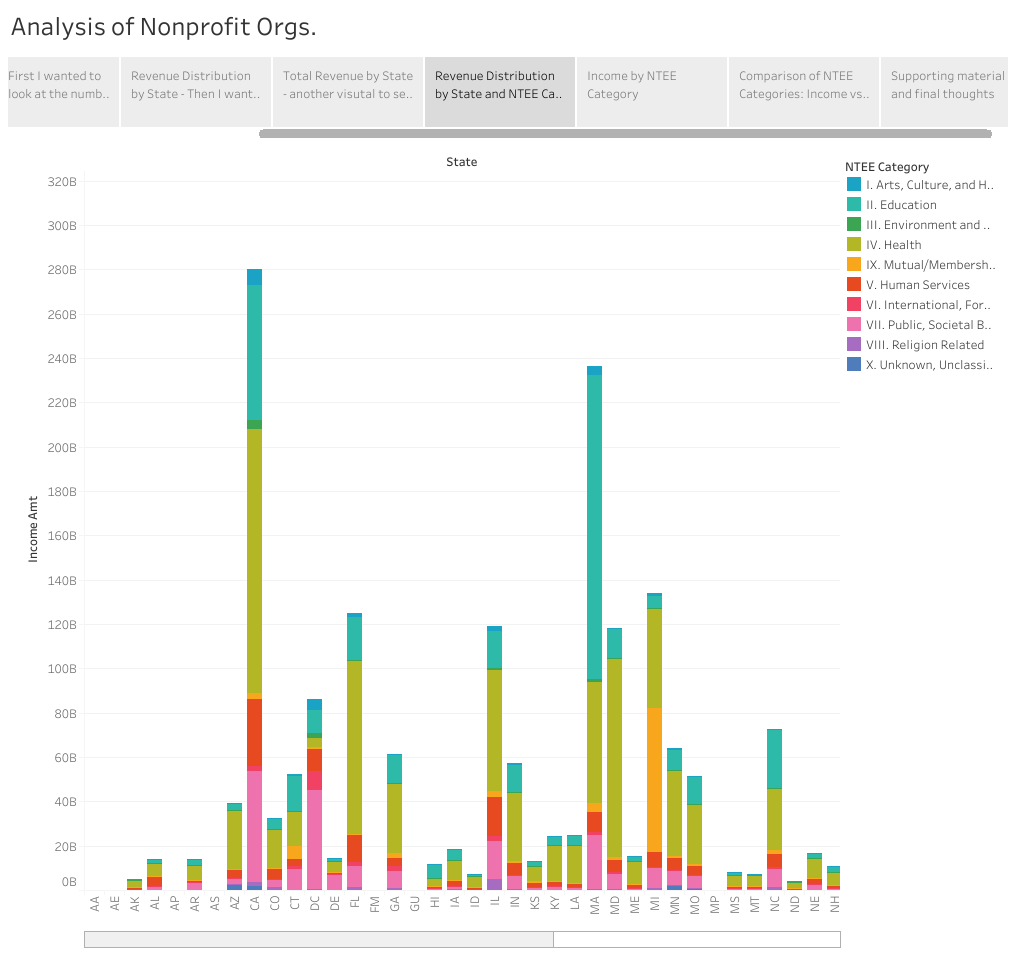 Analysis of Nonprofit Orgs.
First I wanted to
look at the numb..
Revenue Distribution
by State - Then I want..
Total Revenue by State
- another visutal to se..
Revenue Distribution
by State and NTEE Ca..
Income by NTEE
Category
Comparison of NTEE
Categories: Income vs..
Supporting material
and final thoughts
State
320B
300B
280B
260B
240B
220B
200B
180B
160B
140B
120B
100B
80B
60B
40B
20B
0B
Income Amt
AA
AE
AK
AL
AP
AR
AS
AZ
CA
CO
CT
DC
DE
FL
FM
GA
GU
HI
IA
ID
IL
IN
KS
KY
LA
MA
MD
ME
MI
MN
MO
MP
MS
MT
NC
ND
NE
NH
NTEE Category
I. Arts, Culture, and H..
II. Education
III. Environment and ..
IV. Health
IX. Mutual/Membersh..
V. Human Services
VI. International, For..
VII. Public, Societal B..
VIII. Religion Related
X. Unknown, Unclassi..